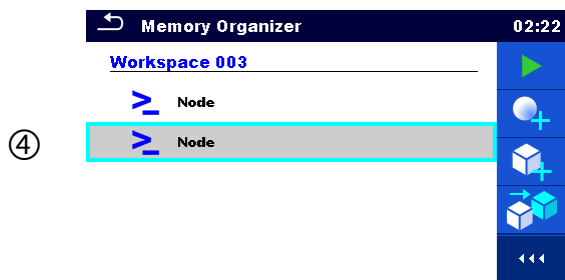 Memory Organizer 02:22
Workspace 003
>_ Node
④ >_ Node